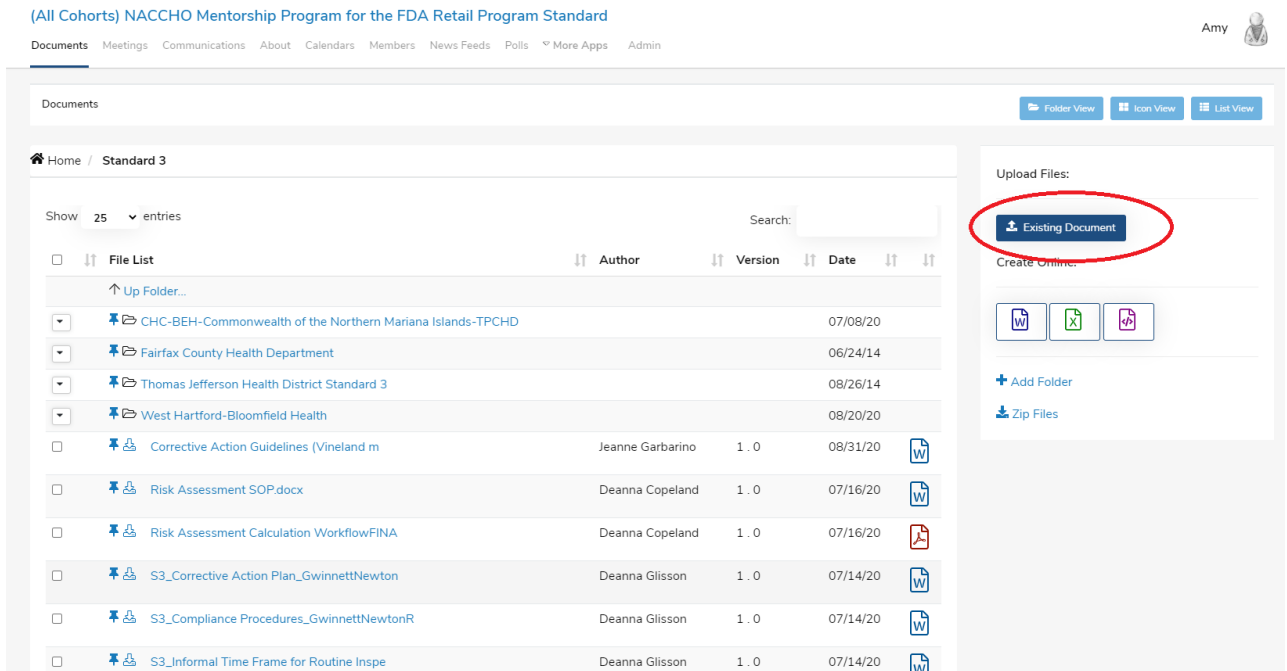 (All Cohorts) NACCHO Mentorship Program for the FDA Retail Program Standard
Amy
Documents Meetings Communications About Calendars Members News Feeds Polls More Apps Admin
Documents
Folder View Icon View List View
Home / Standard 3
Upload Files:
Show 25 entries
Search:
Existing Document
File List Author Version Date
Create Online:
Up Folder...
CHC-BEH-Commonwealth of the Northern Mariana Islands-TPCHD 07/08/20
Fairfax County Health Department 06/24/14
Thomas Jefferson Health District Standard 3 08/26/14
Add Folder
West Hartford-Bloomfield Health 08/20/20
Zip Files
Corrective Action Guidelines (Vineland m Jeanne Garbarino 1 . 0 08/31/20
Risk Assessment SOP.docx Deanna Copeland 1 . 0 07/16/20
Risk Assessment Calculation WorkflowFINA Deanna Copeland 1 . 0 07/16/20
S3_Corrective Action Plan_GwinnettNewton Deanna Glisson 1 . 0 07/14/20
S3_Compliance Procedures_GwinnettNewtonR Deanna Glisson 1 . 0 07/14/20
S3_Informal Time Frame for Routine Inspe Deanna Glisson 1 . 0 07/14/20